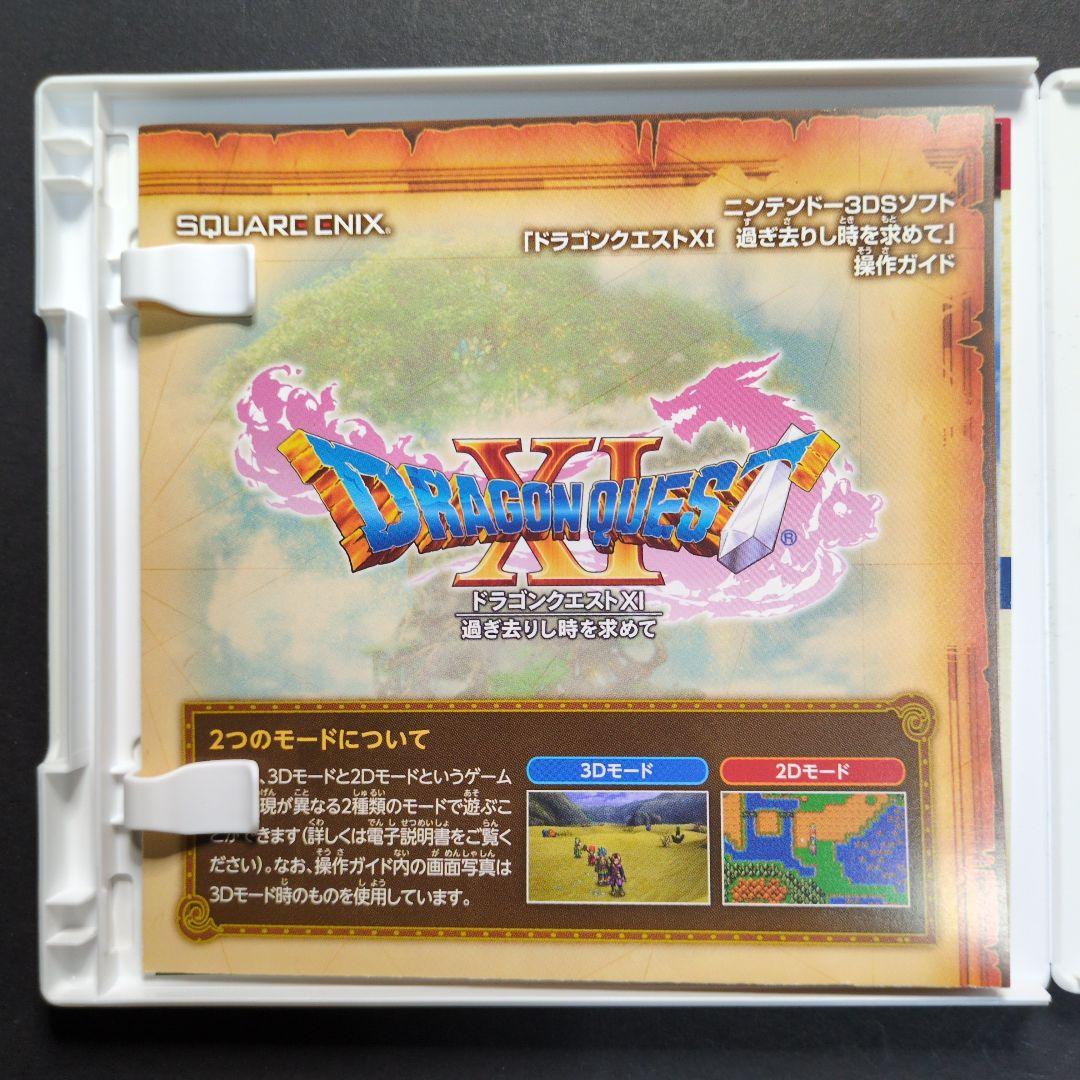 SQUARE ENIX®
ニンテンドー3DSソフト
「ドラゴンクエストXI 過ぎ去りし時を求めて」
操作ガイド
DRAGON QUEST XI®
ドラゴンクエストXI
過ぎ去りし時を求めて
2つのモードについて
、3Dモードと2Dモードというゲーム
現が異なる2種類のモードで遊ぶこ
とができます(詳しくは電子説明書をご覧く
ださい)。なお、操作ガイド内の画面写真は
3Dモード時のものを使用しています。
3Dモード
2Dモード